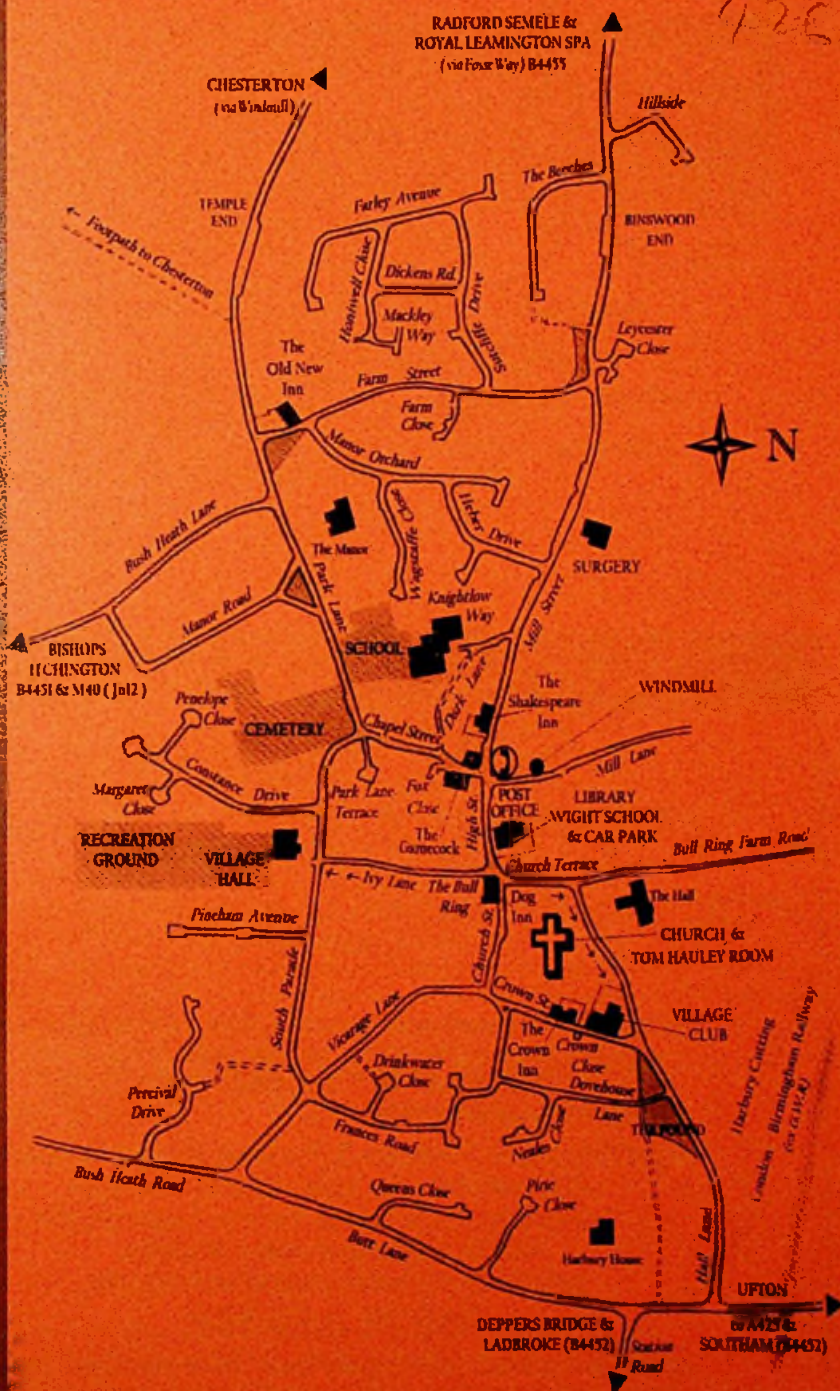 RADFORD SEMELE &
ROYAL LEAMINGTON SPA
(via Fosse Way) B4455
CHESTERTON
(via Windmill)
Hillside
The Beeches
TEMPLE
END
Farley Avenue
BINSWOOD
END
← Footpath to Chesterton
Honiwell Close
Dickens Rd.
Sutcliffe Drive
Mackley
Way
Leycester
Close
The
Old New
Inn
Farm Street
Farm
Close
N
Manor Orchard
Wagstaffe Close
Heber Drive
Bush Heath Lane
The Manor
SURGERY
Park Lane
Knightlow
Way
Mill Street
Manor Road
SCHOOL
BISHOPS
ITCHINGTON
B4451 & M40 (Jn12)
Dark Lane
The
Shakespeare
Inn
WINDMILL
Penelope
Close
CEMETERY
Chapel Street
Mill Lane
Constance Drive
Margaret
Close
Park Lane
Terrace
Fox
Close
POST
OFFICE
LIBRARY
WIGHT SCHOOL
& CAR PARK
The
Gamecock
High St.
RECREATION
GROUND
VILLAGE
HALL
Church Terrace
Bull Ring Farm Road
← ← Ivy Lane
The Bull
Ring
Dog
Inn
The Hall
Pineham Avenue
Church St.
CHURCH &
TOM HAULEY ROOM
South Parade
Vicarage Lane
Crown St.
VILLAGE
CLUB
The
Crown
Inn
Crown
Close
Drinkwater
Close
Dovehouse
Lane
Harbury Cutting
London - Birmingham Railway
(ex G.W.R.)
Percival
Drive
Frances Road
Neales Close
THE POUND
Bush Heath Road
Queens Close
Pirie
Close
Butt Lane
Harbury House
Hall Land
UFTON
to A425 &
SOUTHAM (B4452)
DEPPERS BRIDGE &
LADBROKE (B4452)
Station
Road